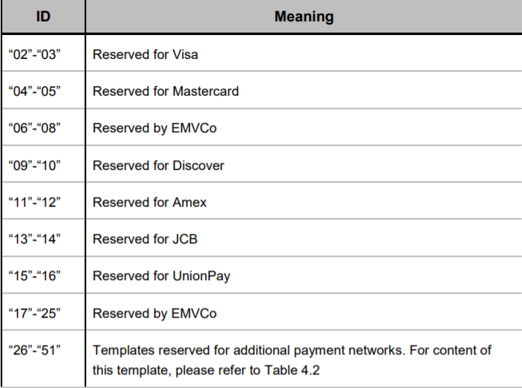 ID Meaning
“02”-“03” Reserved for Visa
“04”-“05” Reserved for Mastercard
“06”-“08” Reserved by EMVCo
“09”-“10” Reserved for Discover
“11”-“12” Reserved for Amex
“13”-“14” Reserved for JCB
“15”-“16” Reserved for UnionPay
“17”-“25” Reserved by EMVCo
“26”-“51” Templates reserved for additional payment networks. For content of
this template, please refer to Table 4.2